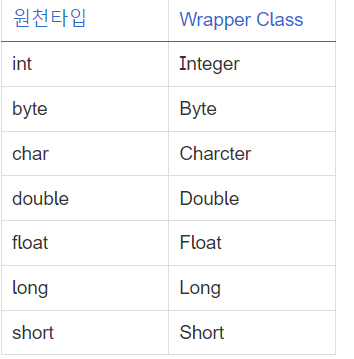 원천타입 Wrapper Class
int Integer
byte Byte
char Charcter
double Double
float Float
long Long
short Short